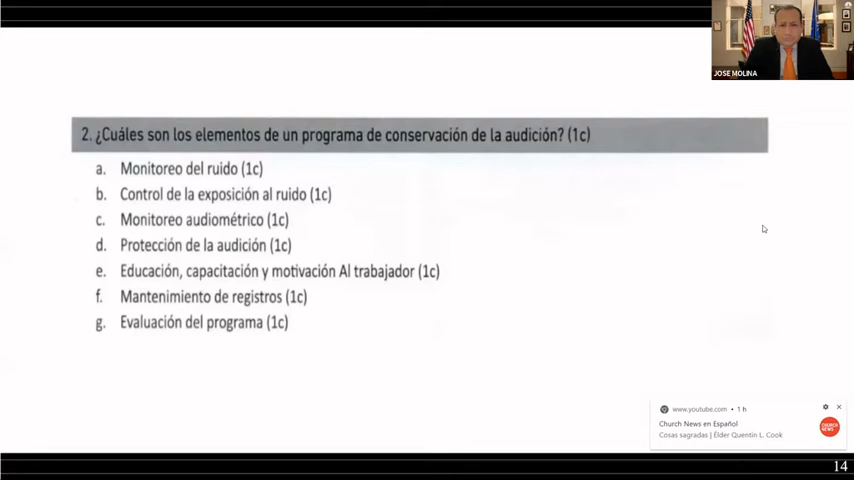 JOSE MOLINA
2. ¿Cuáles son los elementos de un programa de conservación de la audición? (1c)
a. Monitoreo del ruido (1c)
b. Control de la exposición al ruido (1c)
c. Monitoreo audiométrico (1c)
d. Protección de la audición (1c)
e. Educación, capacitación y motivación Al trabajador (1c)
f. Mantenimiento de registros (1c)
g. Evaluación del programa (1c)
www.youtube.com • 1 h
Church News en Español
Cosas sagradas | Élder Quentin L. Cook
CHURCH
NEWS
14